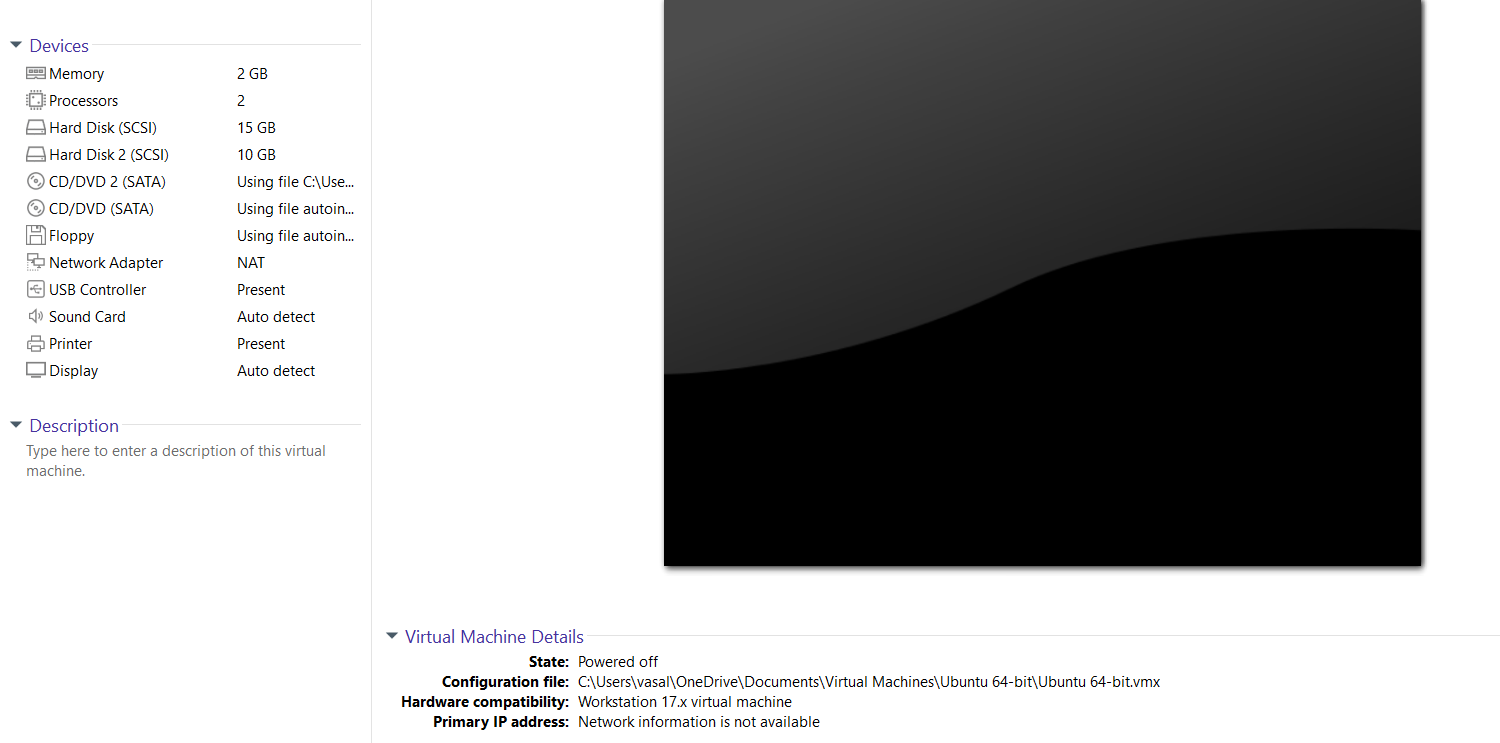 Devices
Memory 2 GB
Processors 2
Hard Disk (SCSI) 15 GB
Hard Disk 2 (SCSI) 10 GB
CD/DVD 2 (SATA) Using file C:\Use...
CD/DVD (SATA) Using file autoin...
Floppy Using file autoin...
Network Adapter NAT
USB Controller Present
Sound Card Auto detect
Printer Present
Display Auto detect
Description
Type here to enter a description of this virtual
machine.
Virtual Machine Details
State: Powered off
Configuration file: C:\Users\vasal\OneDrive\Documents\Virtual Machines\Ubuntu 64-bit\Ubuntu 64-bit.vmx
Hardware compatibility: Workstation 17.x virtual machine
Primary IP address: Network information is not available